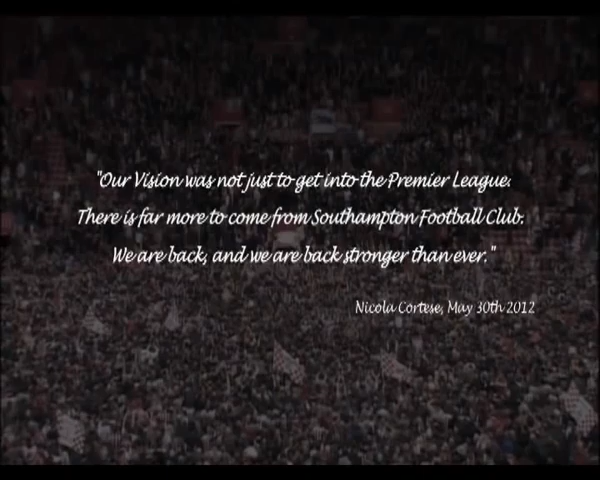 "Our Vision was not just to get into the Premier League.
There is far more to come from Southampton Football Club.
We are back, and we are back stronger than ever."
Nicola Cortese, May 30th 2012